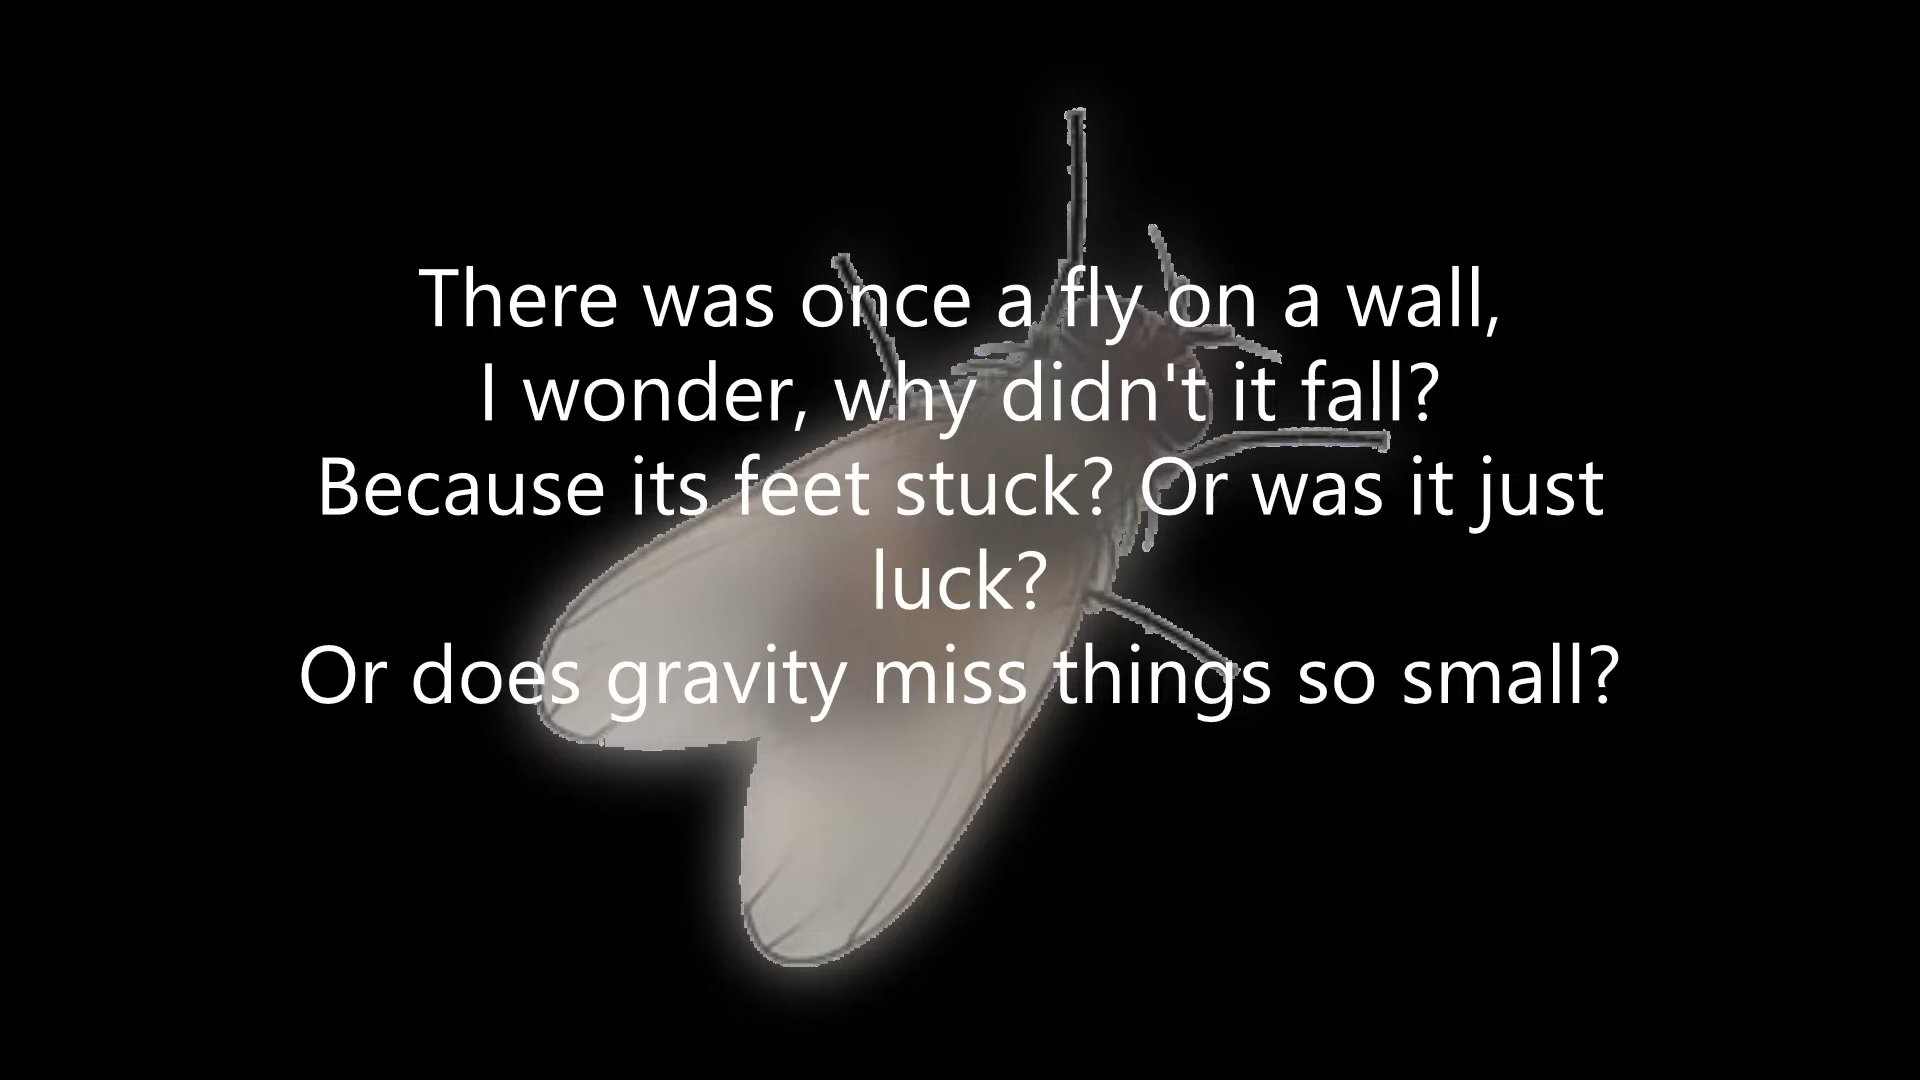 There was once a fly on a wall,
I wonder, why didn't it fall?
Because its feet stuck? Or was it just
luck?
Or does gravity miss things so small?